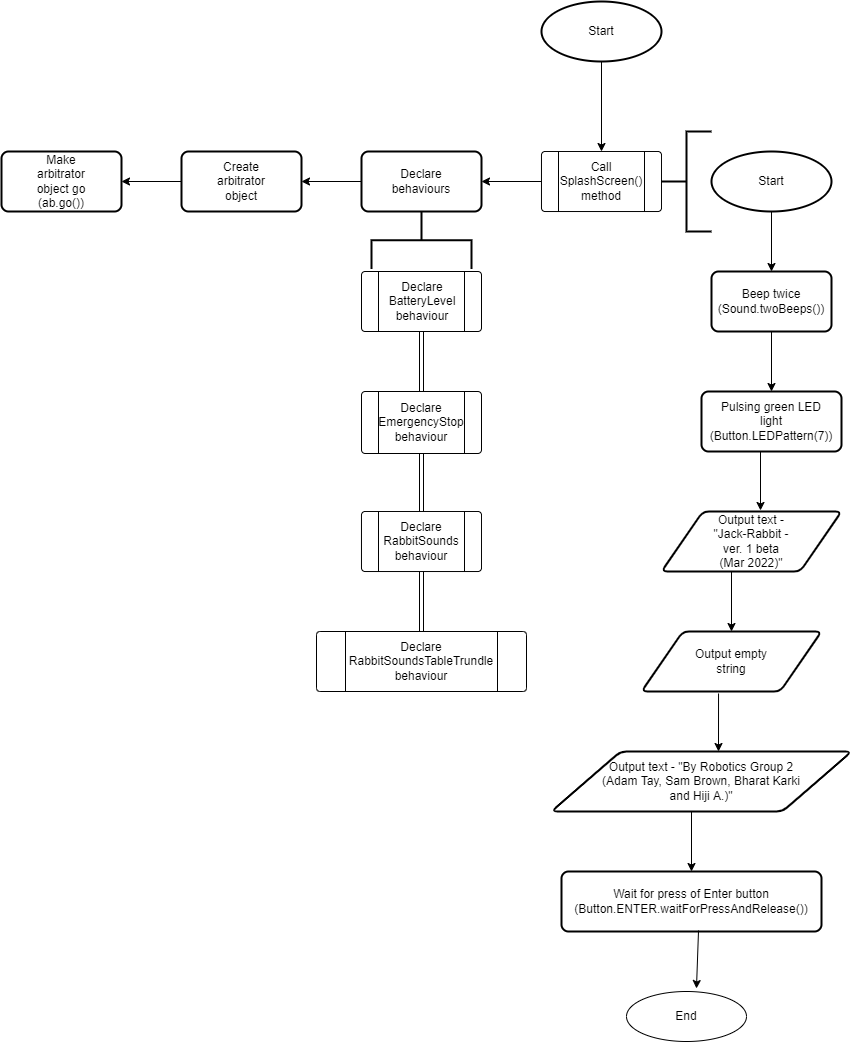 Start
Call
SplashScreen()
method
Declare
behaviours
Create
arbitrator
object
Make
arbitrator
object go
(ab.go())
Declare
BatteryLevel
behaviour
Declare
EmergencyStop
behaviour
Declare
RabbitSounds
behaviour
Declare
RabbitSoundsTableTrundle
behaviour
Start
Beep twice
(Sound.twoBeeps())
Pulsing green LED
light
(Button.LEDPattern(7))
Output text -
"Jack-Rabbit -
ver. 1 beta
(Mar 2022)"
Output empty
string
Output text - "By Robotics Group 2
(Adam Tay, Sam Brown, Bharat Karki
and Hiji A.)"
Wait for press of Enter button
(Button.ENTER.waitForPressAndRelease())
End